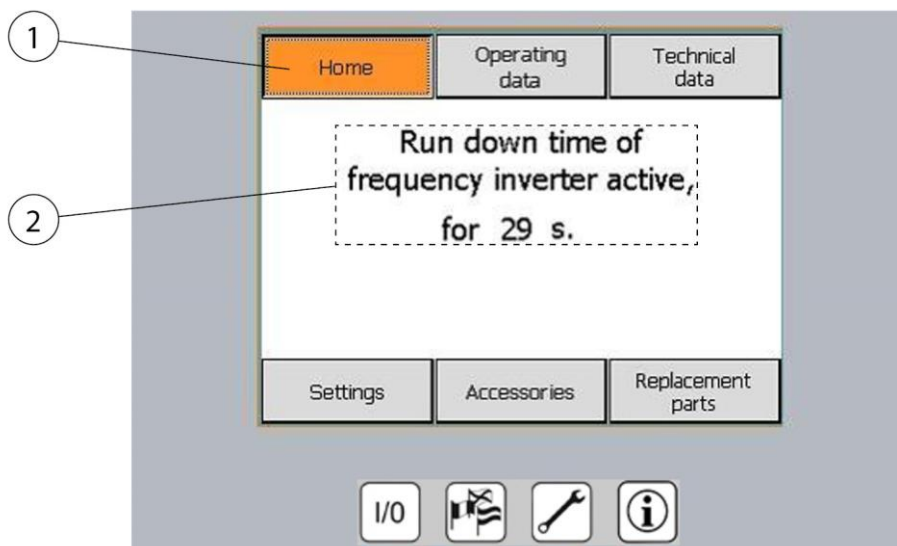 1
Home
Operating
data
Technical
data
Run down time of
frequency inverter active,
for 29 s.
2
Settings
Accessories
Replacement
parts
I/0
i